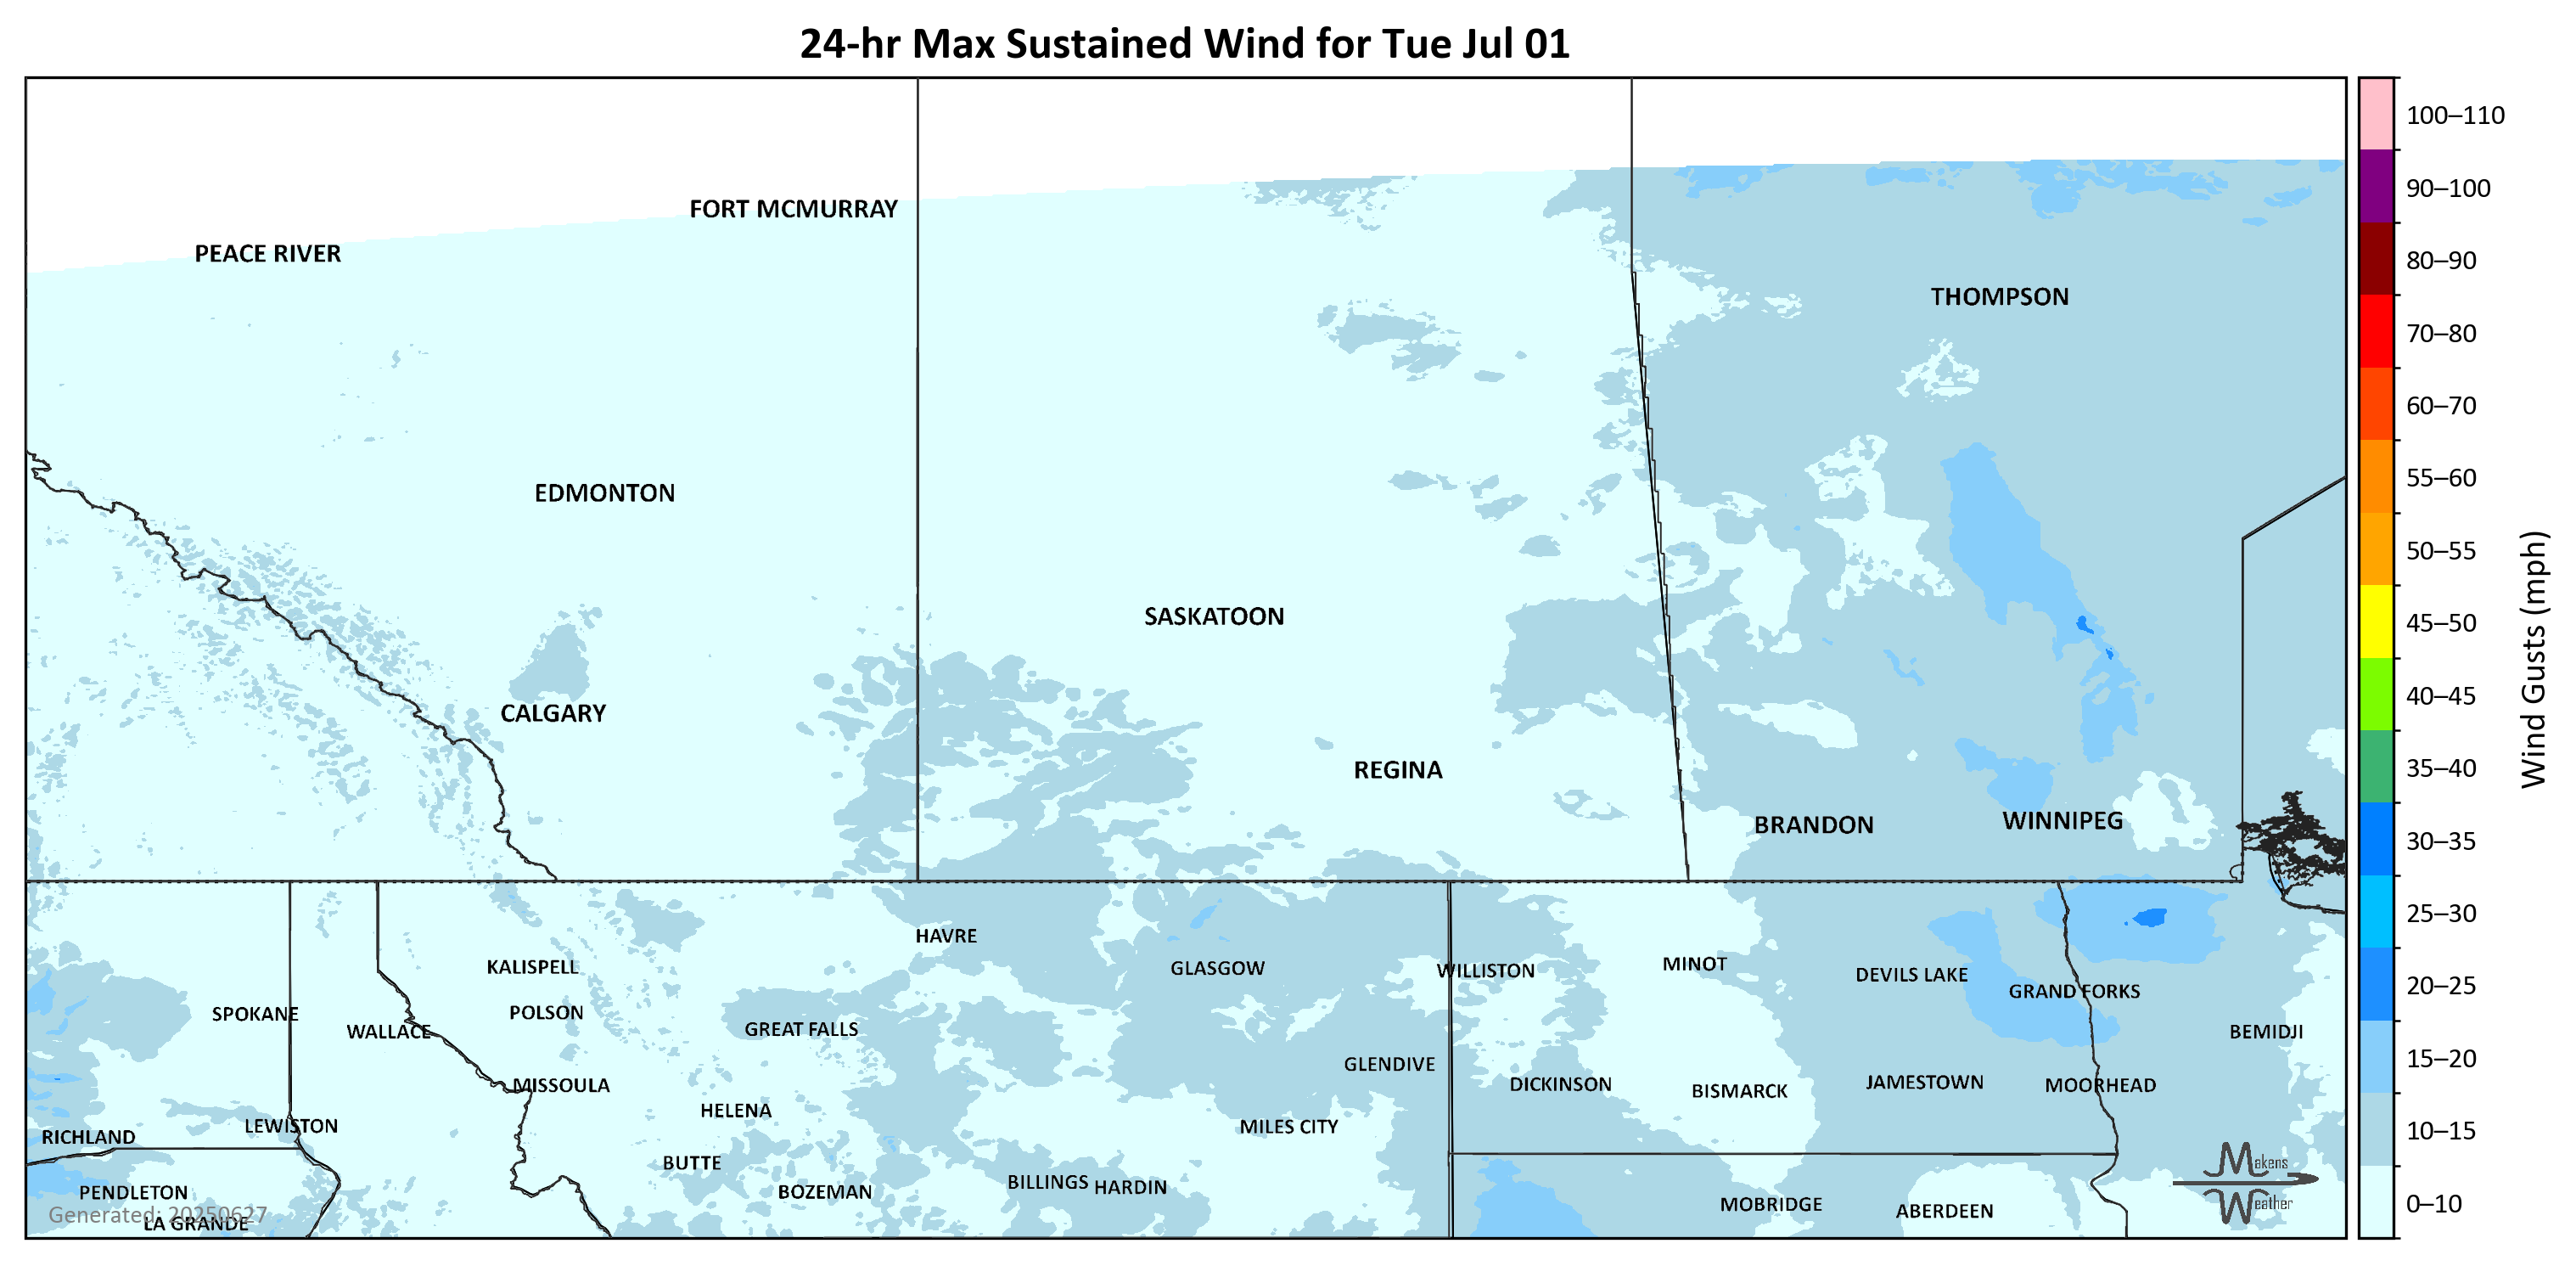 24-hr Max Sustained Wind for Tue Jul 01
100–110
90–100
80–90
70–80
60–70
55–60
50–55
45–50
40–45
35–40
30–35
25–30
20–25
15–20
10–15
0–10
Wind Gusts (mph)
FORT MCMURRAY
PEACE RIVER
THOMPSON
EDMONTON
SASKATOON
CALGARY
REGINA
BRANDON
WINNIPEG
HAVRE
KALISPELL
GLASGOW
WILLISTON
MINOT
DEVILS LAKE
GRAND FORKS
SPOKANE
POLSON
WALLACE
GREAT FALLS
BEMIDJI
GLENDIVE
MISSOULA
DICKINSON
BISMARCK
JAMESTOWN
MOORHEAD
HELENA
LEWISTON
MILES CITY
RICHLAND
BUTTE
PENDLETON
BOZEMAN
BILLINGS
HARDIN
MOBRIDGE
ABERDEEN
Generated: 20250627
LA GRANDE
Makens
Weather